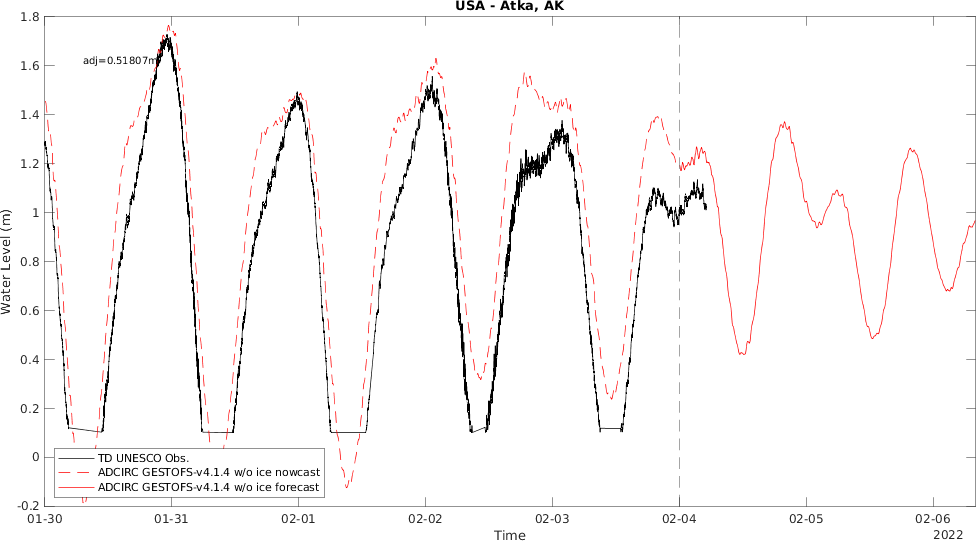 USA - Atka, AK
1.8
1.6
1.4
1.2
1
0.8
0.6
0.4
0.2
0
-0.2
Water Level (m)
adj=0.51807m
TD UNESCO Obs.
ADCIRC GESTOFS-v4.1.4 w/o ice nowcast
ADCIRC GESTOFS-v4.1.4 w/o ice forecast
01-30 01-31 02-01 02-02 02-03 02-04 02-05 02-06
Time
2022